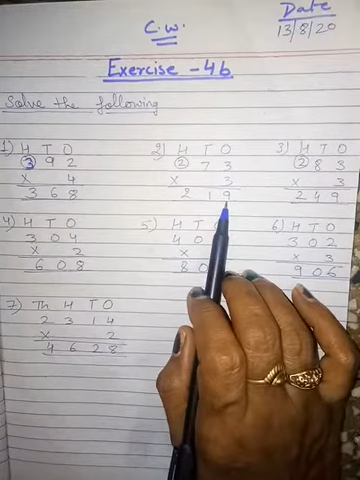 C.W.
Date
13/8/20
Exercise - 4b
Solve the following
1) H T O
3 9 2
x 4
3 6 8
2) H T O
2 7 3
x 3
2 1 9
3) H T O
2 8 3
x 3
2 4 9
4) H T O
3 0 4
x 2
6 0 8
5) H T O
4 0
x
8 0
6) H T O
3 0 2
x 3
9 0 6
7) Th H T O
2 3 1 4
x 2
4 6 2 8